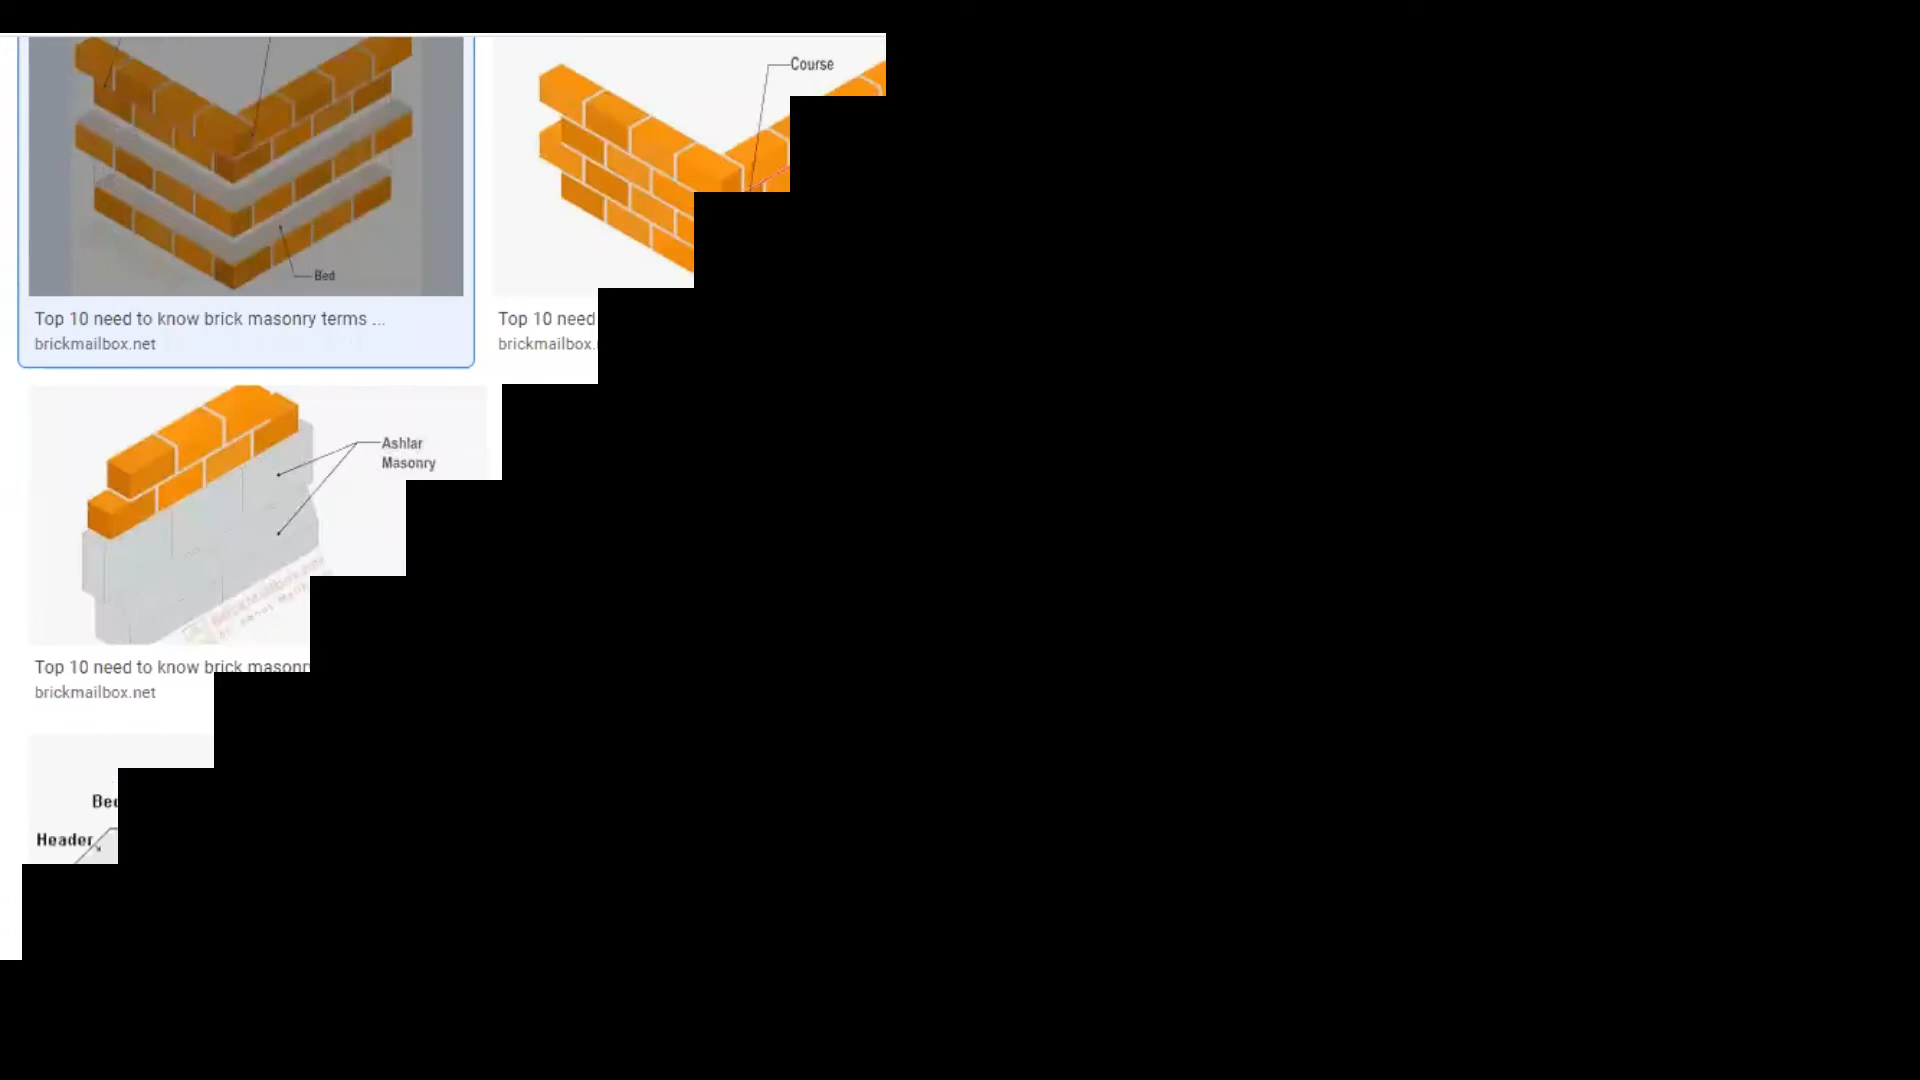 Course
Bed
Top 10 need to know brick masonry terms ...
brickmailbox.net
Top 10 need
brickmailbox.
Ashlar
Masonry
Top 10 need to know brick masonr
brickmailbox.net
Header